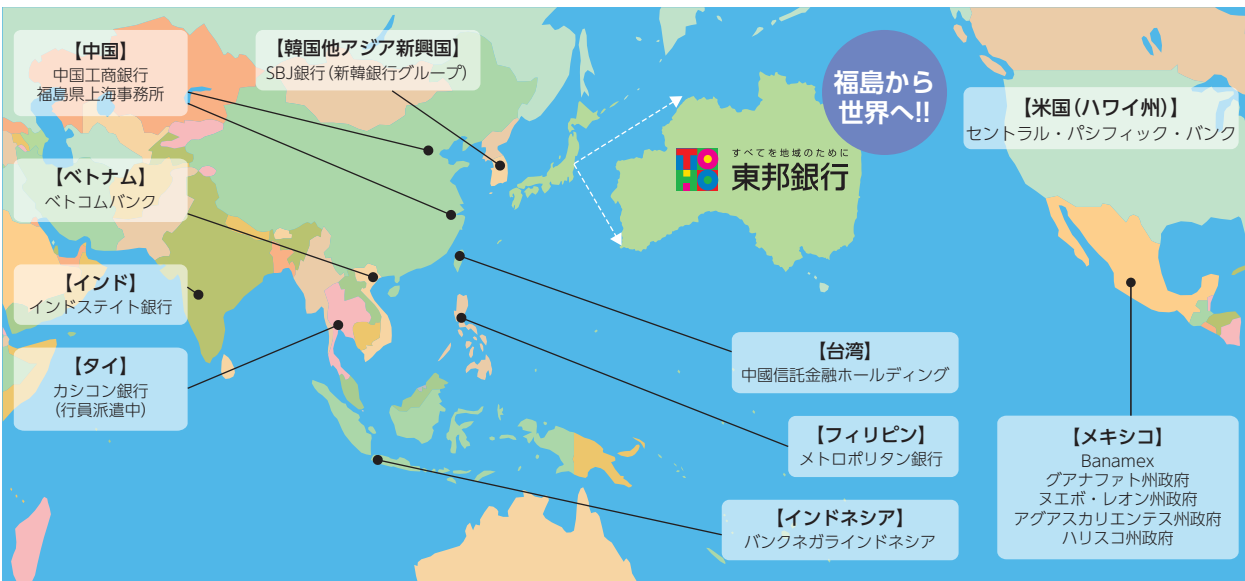 【中国】
中国工商銀行
福島県上海事務所
【韓国他アジア新興国】
SBJ銀行(新韓銀行グループ)
福島から
世界へ!!
【米国(ハワイ州)】
セントラル・パシフィック・バンク
すべてを地域のために
TOHO
東邦銀行
【ベトナム】
ベトコムバンク
【インド】
インドステイト銀行
【タイ】
カシコン銀行
(行員派遣中)
【台湾】
中國信託金融ホールディング
【フィリピン】
メトロポリタン銀行
【インドネシア】
バンクネガラインドネシア
【メキシコ】
Banamex
グアナファト州政府
ヌエボ・レオン州政府
アグアスカリエンテス州政府
ハリスコ州政府